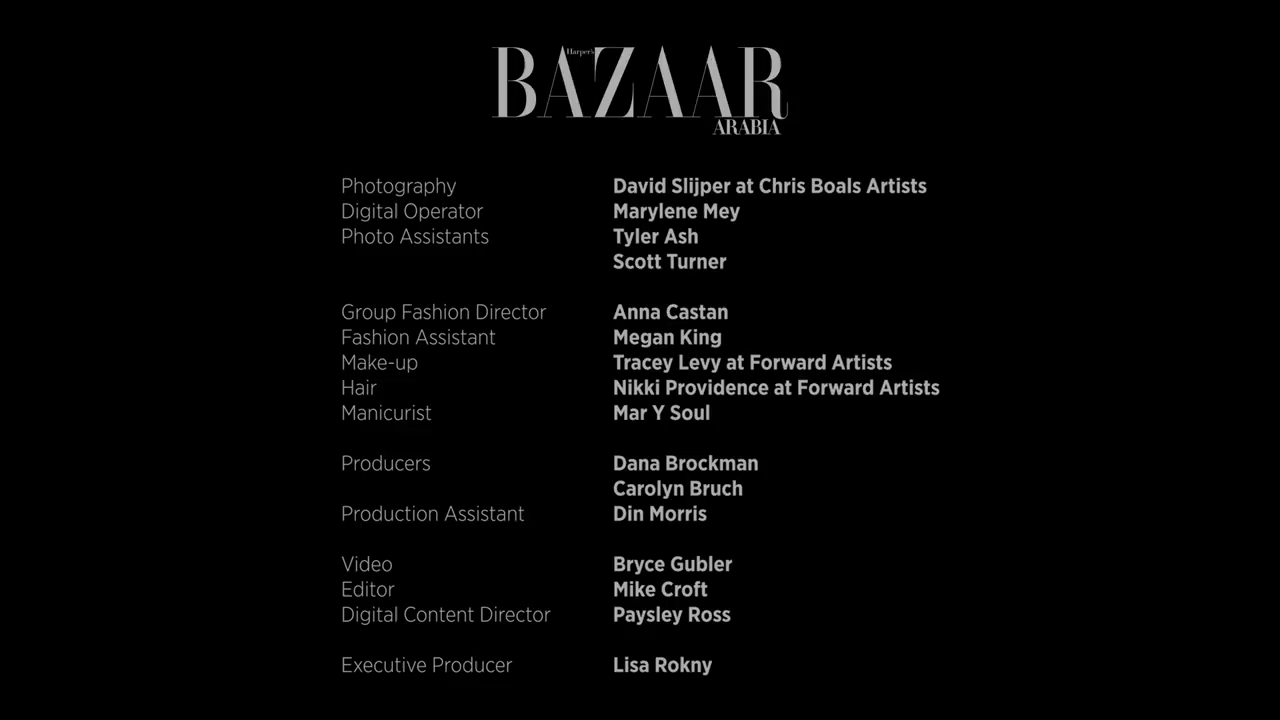 Harper's
BAZAAR
ARABIA
Photography David Slijper at Chris Boals Artists
Digital Operator Marylene Mey
Photo Assistants Tyler Ash
Scott Turner
Group Fashion Director Anna Castan
Fashion Assistant Megan King
Make-up Tracey Levy at Forward Artists
Hair Nikki Providence at Forward Artists
Manicurist Mar Y Soul
Producers Dana Brockman
Carolyn Bruch
Production Assistant Din Morris
Video Bryce Gubler
Editor Mike Croft
Digital Content Director Paysley Ross
Executive Producer Lisa Rokny